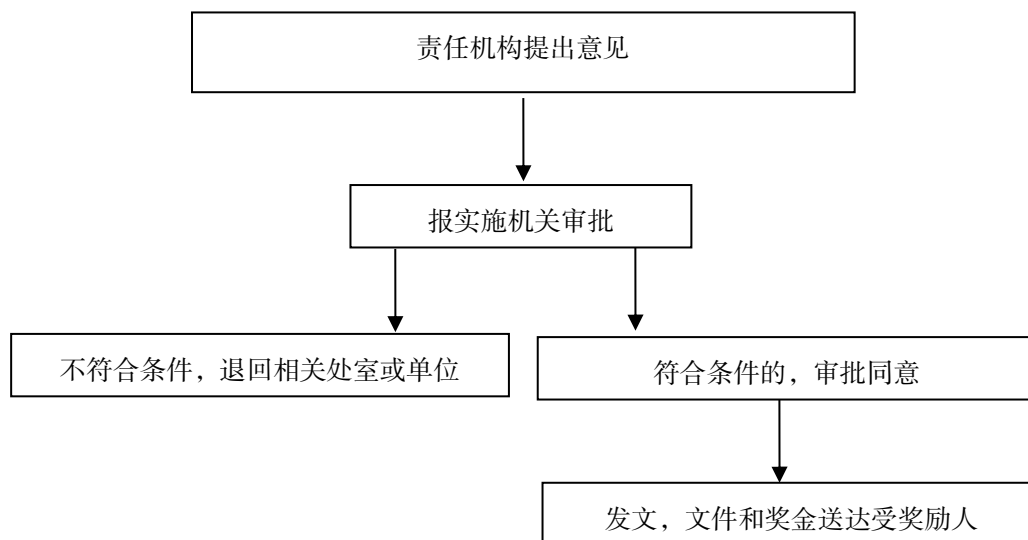 责任机构提出意见
报实施机关审批
不符合条件，退回相关处室或单位
符合条件的，审批同意
发文，文件和奖金送达受奖励人